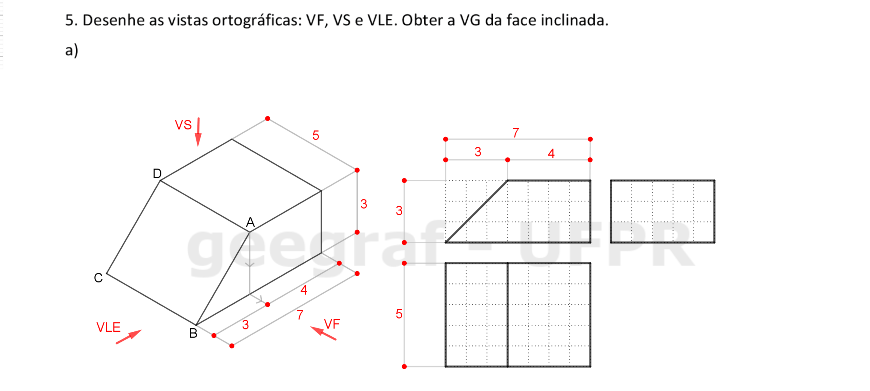 5. Desenhe as vistas ortográficas: VF, VS e VLE. Obter a VG da face inclinada.
a)
VS
5
7
3
4
D
A
3
3
geegraf - UFPR
C
4
5
7
3
VF
VLE
B